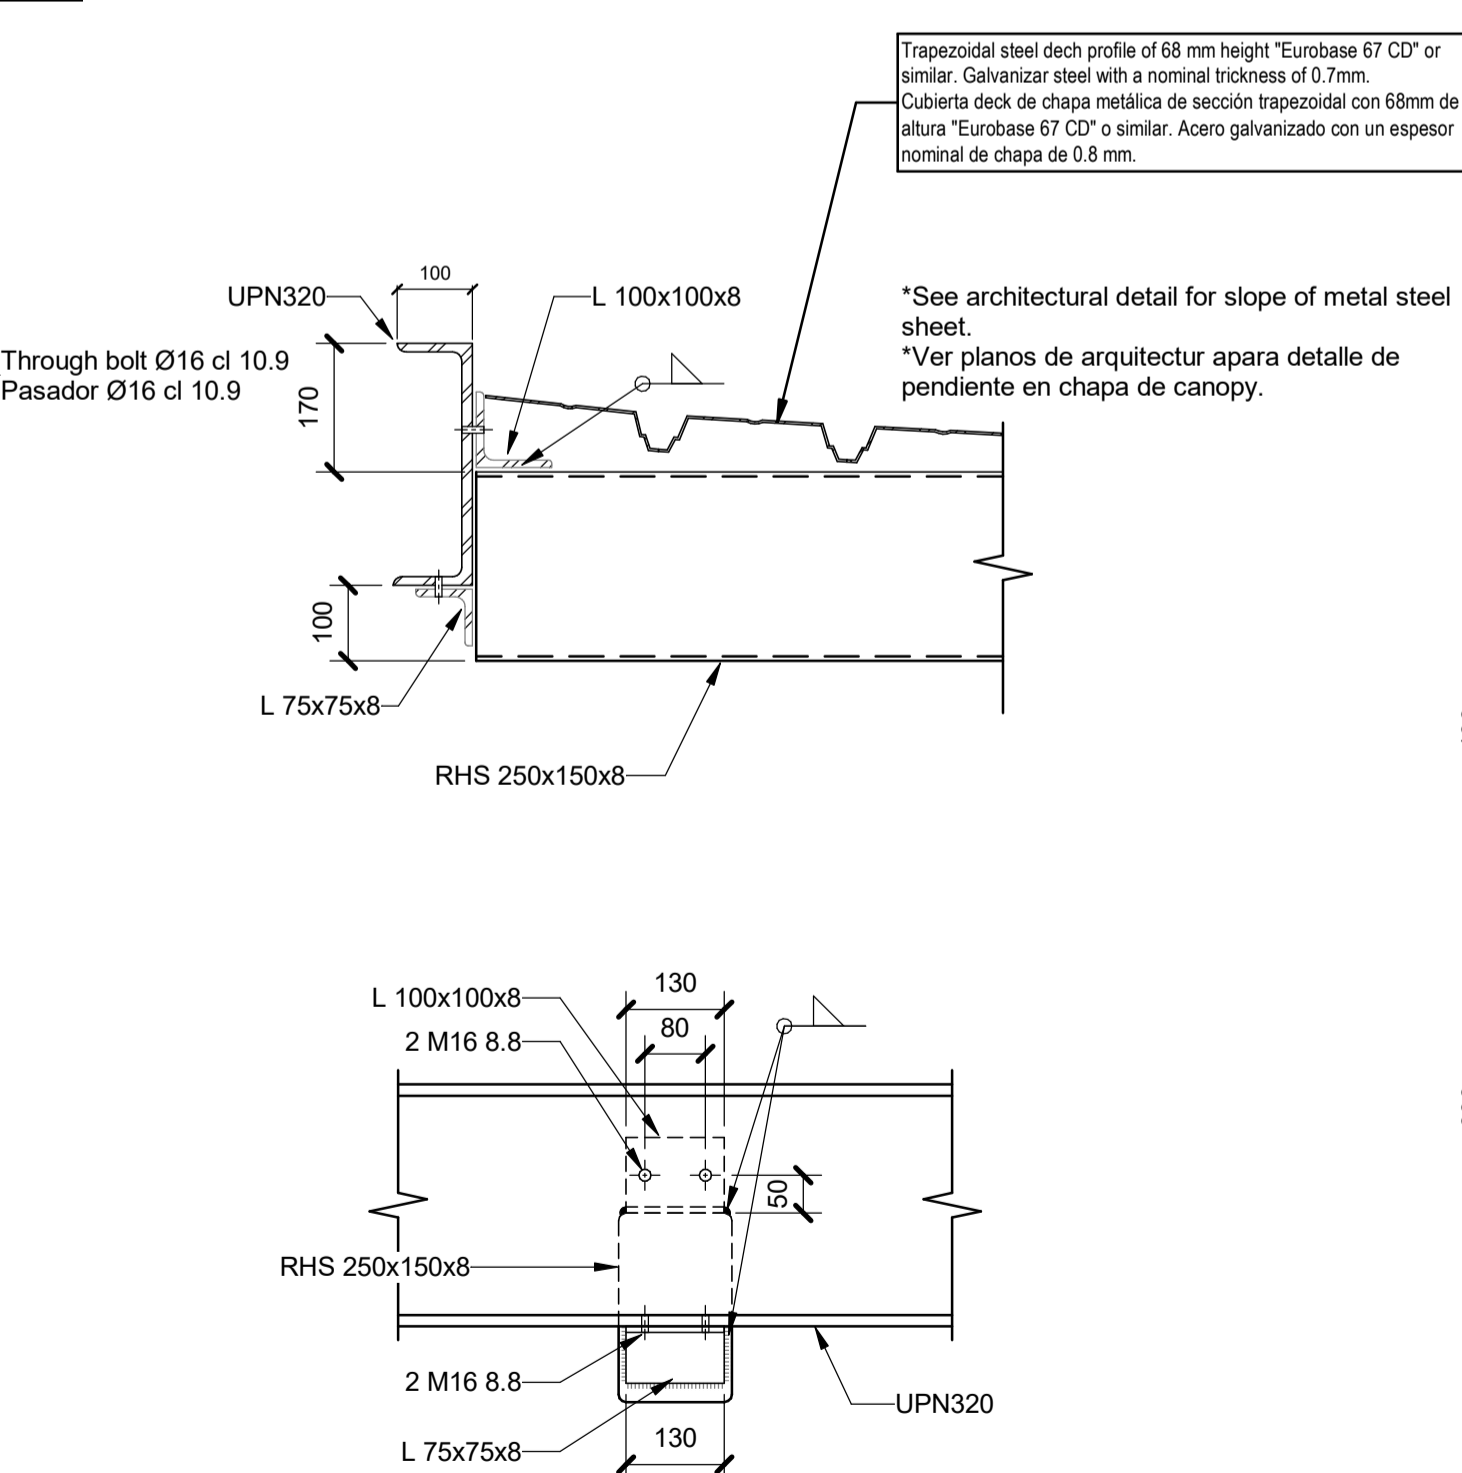 Trapezoidal steel dech profile of 68 mm height "Eurobase 67 CD" or
similar. Galvanizar steel with a nominal trickness of 0.7mm.
Cubierta deck de chapa metálica de sección trapezoidal con 68mm de
altura "Eurobase 67 CD" o similar. Acero galvanizado con un espesor
nominal de chapa de 0.8 mm.
100
UPN320
L 100x100x8
*See architectural detail for slope of metal steel
sheet.
*Ver planos de arquitectur apara detalle de
pendiente en chapa de canopy.
Through bolt Ø16 cl 10.9
Pasador Ø16 cl 10.9
170
100
L 75x75x8
RHS 250x150x8
L 100x100x8
130
2 M16 8.8
80
50
RHS 250x150x8
2 M16 8.8
UPN320
L 75x75x8
130